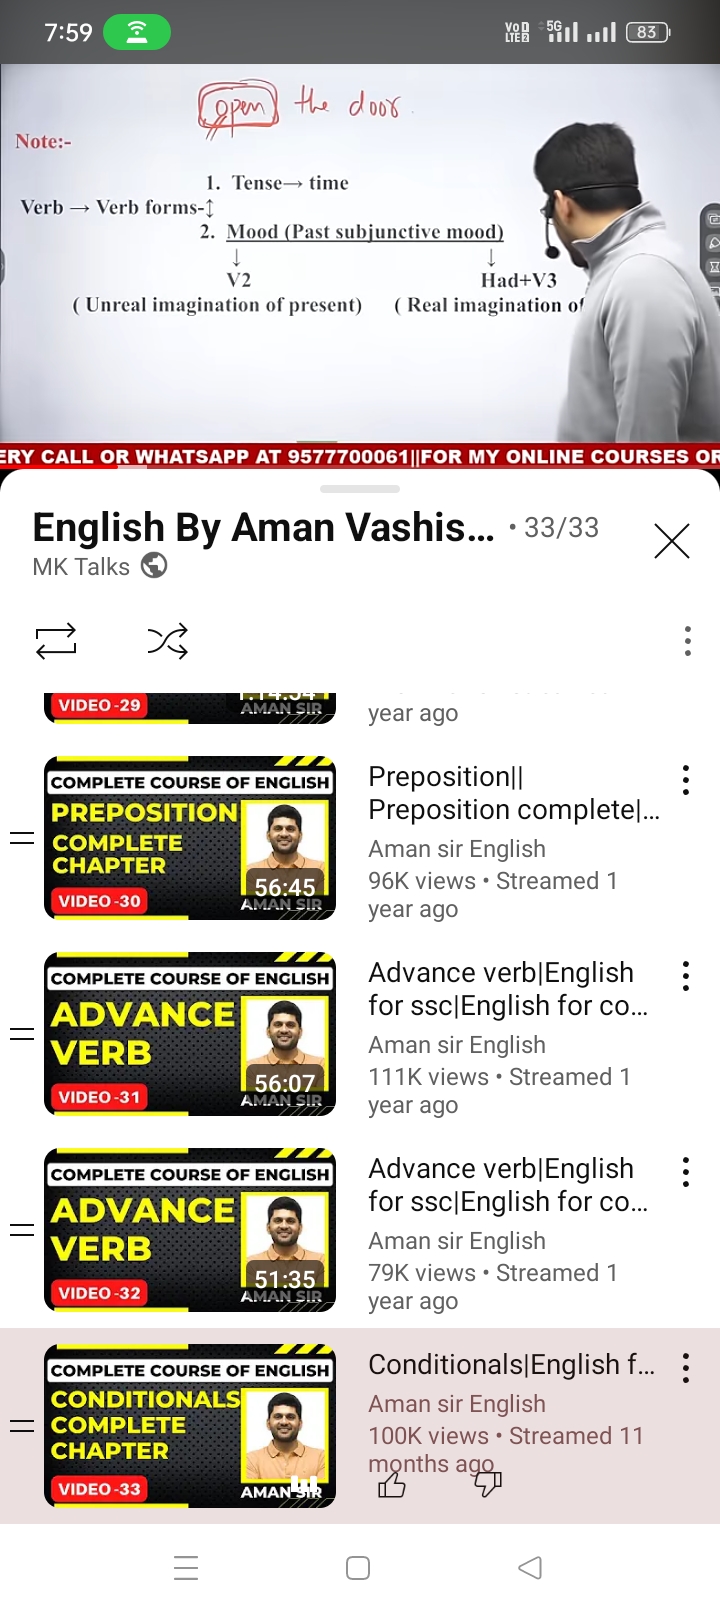 7:59
VoD
LTE2
5G
83
open the door
Note:-
1. Tense→ time
Verb → Verb forms-↕
2. Mood (Past subjunctive mood)
↓ ↓
V2 Had+V3
( Unreal imagination of present) ( Real imagination of
ERY CALL OR WHATSAPP AT 9577700061||FOR MY ONLINE COURSES OR
English By Aman Vashis... • 33/33
MK Talks
VIDEO -29
1:14:34
AMAN SIR
year ago
COMPLETE COURSE OF ENGLISH
PREPOSITION
COMPLETE
CHAPTER
56:45
VIDEO -30
AMAN SIR
Preposition||
Preposition complete|...
Aman sir English
96K views • Streamed 1
year ago
COMPLETE COURSE OF ENGLISH
ADVANCE
VERB
56:07
VIDEO -31
AMAN SIR
Advance verb|English
for ssc|English for co...
Aman sir English
111K views • Streamed 1
year ago
COMPLETE COURSE OF ENGLISH
ADVANCE
VERB
51:35
VIDEO -32
AMAN SIR
Advance verb|English
for ssc|English for co...
Aman sir English
79K views • Streamed 1
year ago
COMPLETE COURSE OF ENGLISH
CONDITIONALS
COMPLETE
CHAPTER
VIDEO -33
AMAN SIR
Conditionals|English f...
Aman sir English
100K views • Streamed 11
months ago